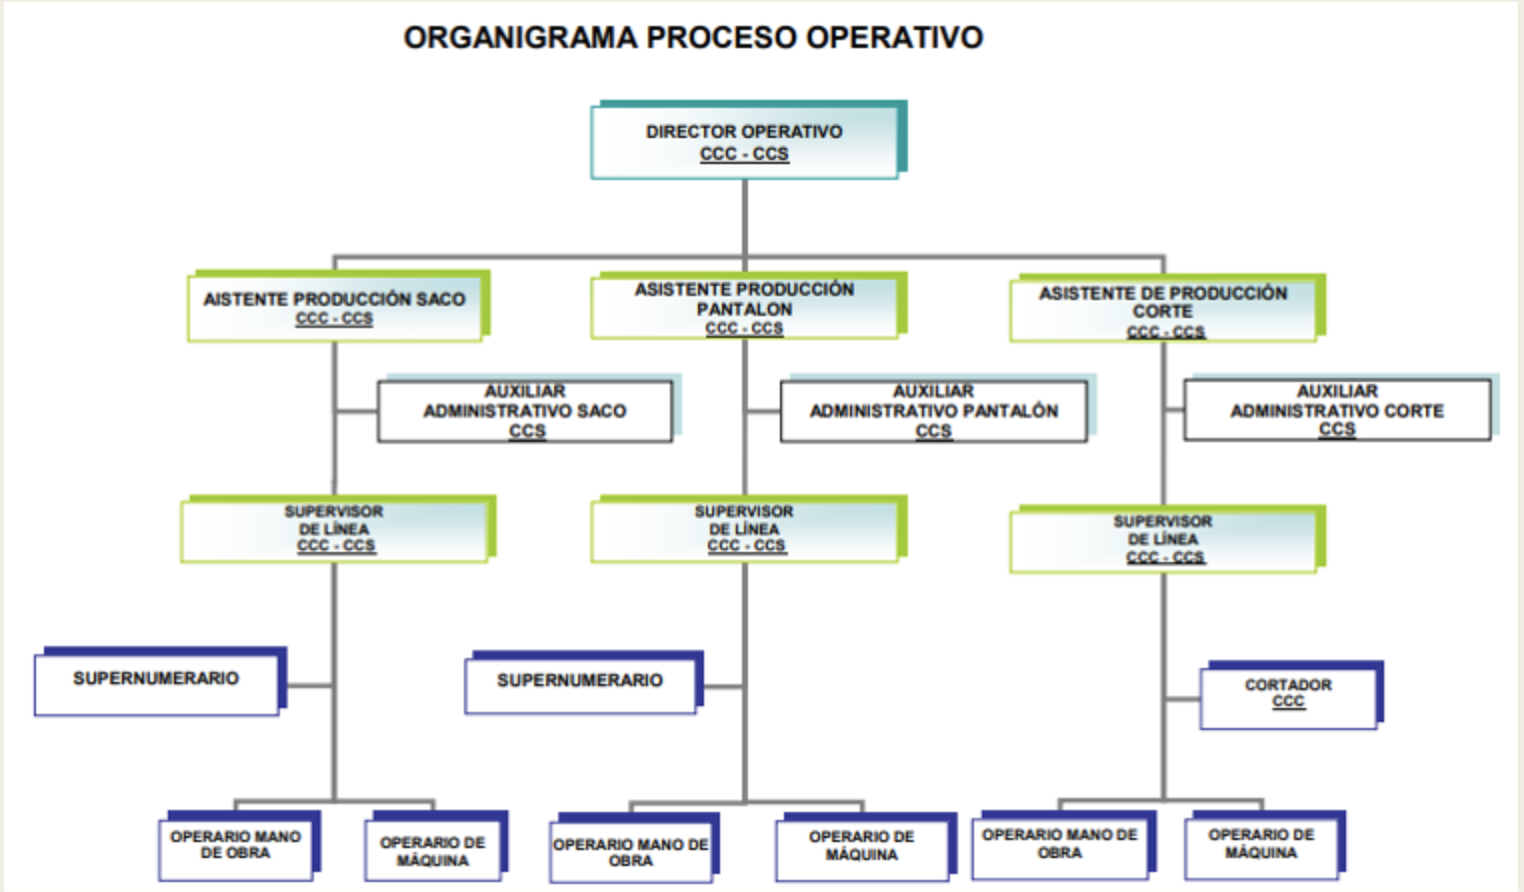 ORGANIGRAMA PROCESO OPERATIVO
DIRECTOR OPERATIVO
CCC - CCS
AISTENTE PRODUCCIÓN SACO
CCC - CCS
ASISTENTE PRODUCCIÓN
PANTALON
CCC - CCS
ASISTENTE DE PRODUCCIÓN
CORTE
CCC - CCS
AUXILIAR
ADMINISTRATIVO SACO
CCS
AUXILIAR
ADMINISTRATIVO PANTALÓN
CCS
AUXILIAR
ADMINISTRATIVO CORTE
CCS
SUPERVISOR
DE LÍNEA
CCC - CCS
SUPERVISOR
DE LÍNEA
CCC - CCS
SUPERVISOR
DE LÍNEA
CCC - CCS
SUPERNUMERARIO
SUPERNUMERARIO
CORTADOR
CCC
OPERARIO MANO
DE OBRA
OPERARIO DE
MÁQUINA
OPERARIO MANO DE
OBRA
OPERARIO DE
MÁQUINA
OPERARIO MANO DE
OBRA
OPERARIO DE
MÁQUINA